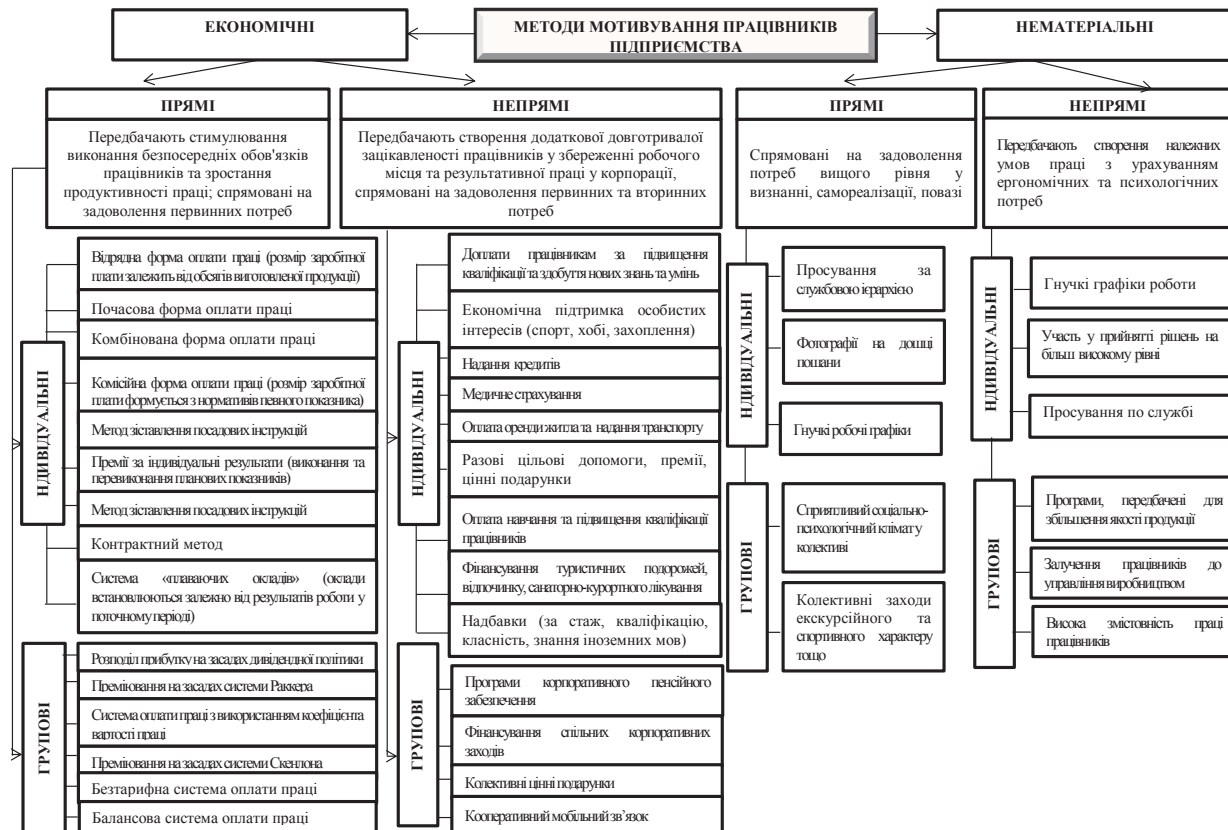 ЕКОНОМІЧНІ
МЕТОДИ МОТИВУВАННЯ ПРАЦІВНИКІВ
ПІДПРИЄМСТВА
НЕМАТЕРІАЛЬНІ
ПРЯМІ
Передбачають стимулювання
виконання безпосередніх обов'язків
працівників та зростання
продуктивності праці; спрямовані на
задоволення первинних потреб
НЕПРЯМІ
Передбачають створення додаткової довготривалої
зацікавленості працівників у збереженні робочого
місця та результативної праці у корпорації,
спрямовані на задоволення первинних та вторинних
потреб
ПРЯМІ
Спрямовані на задоволення
потреб вищого рівня у
визнанні, самореалізації, повазі
НЕПРЯМІ
Передбачають створення належних
умов праці з урахуванням
ергономічних та психологічних
потреб
НДИВІДУАЛЬНІ
Відрядна форма оплати праці (розмір заробітної
плати залежить від обсягів виготовленої продукції)
Почасова форма оплати праці
Комбінована форма оплати праці
Комісійна форма оплати праці (розмір заробітної
плати формується з нормативів певного показника)
Метод зіставлення посадових інструкцій
Премії за індивідуальні результати (виконання та
перевиконання планових показників)
Метод зіставлення посадових інструкцій
Контрактний метод
Система «плаваючих окладів» (оклади
встановлюються залежно від результатів роботи у
поточному періоді)
ГРУПОВІ
Розподіл прибутку на засадах дивідендної політики
Преміювання на засадах системи Раккера
Система оплати праці з використанням коефіцієнта
вартості праці
Преміювання на засадах системи Скенлона
Безтарифна система оплати праці
Балансова система оплати праці
НДИВІДУАЛЬНІ
Доплати працівникам за підвищення
кваліфікації та здобуття нових знань та умінь
Економічна підтримка особистих
інтересів (спорт, хобі, захоплення)
Надання кредитів
Медичне страхування
Оплата оренди житла та надання транспорту
Разові цільові допомоги, премії,
цінні подарунки
Оплата навчання та підвищення кваліфікації
працівників
Фінансування туристичних подорожей,
відпочинку, санаторно-курортного лікування
Надбавки (за стаж, кваліфікацію,
класність, знання іноземних мов)
ГРУПОВІ
Програми корпоративного пенсійного
забезпечення
Фінансування спільних корпоративних
заходів
Колективні цінні подарунки
Кооперативний мобільний зв’язок
НДИВІДУАЛЬНІ
Просування за
службовою ієрархією
Фотографії на дошці
пошани
Гнучкі робочі графіки
ГРУПОВІ
Сприятливий соціально-
психологічний клімат у
колективі
Колективні заходи
екскурсійного та
спортивного характеру
тощо
НДИВІДУАЛЬНІ
Гнучкі графіки роботи
Участь у прийнятті рішень на
більш високому рівні
Просування по службі
ГРУПОВІ
Програми, передбачені для
збільшення якості продукції
Залучення працівників до
управління виробництвом
Висока змістовність праці
працівників